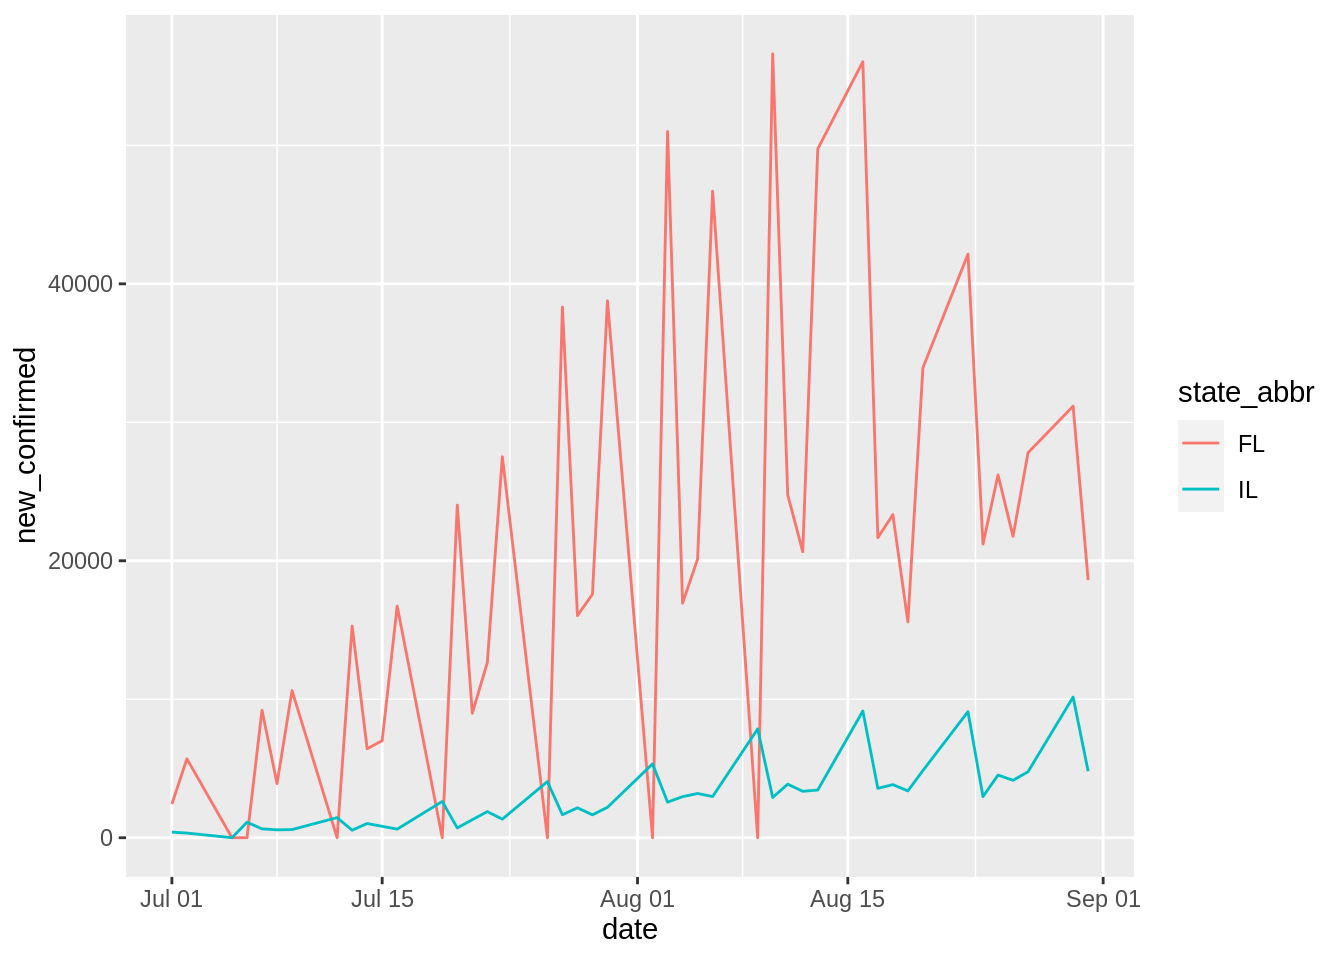 new_confirmed
40000
20000
0
Jul 01
Jul 15
Aug 01
Aug 15
Sep 01
date
state_abbr
FL
IL